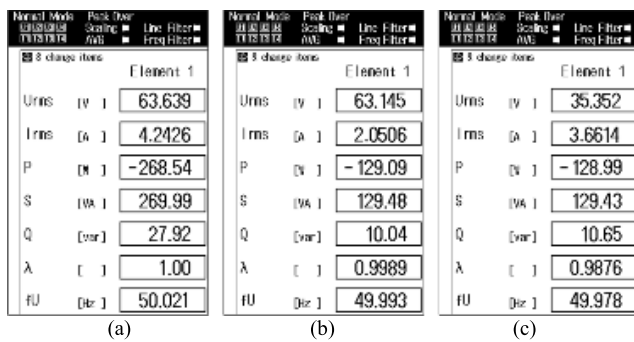 Normal Mode Peak Over
Scaling Line Filter
AVG Freq Filter
8 change items
Element 1
Urms [V ] 63.639
Irms [A ] 4.2426
P [W ] -268.54
S [VA ] 269.99
Q [var] 27.92
λ [ ] 1.00
fU [Hz ] 50.021
(a)
Normal Mode Peak Over
Scaling Line Filter
AVG Freq Filter
8 change items
Element 1
Urms [V ] 63.145
Irms [A ] 2.0506
P [W ] -129.09
S [VA ] 129.48
Q [var] 10.04
λ [ ] 0.9989
fU [Hz ] 49.993
(b)
Normal Mode Peak Over
Scaling Line Filter
AVG Freq Filter
8 change items
Element 1
Urms [V ] 35.352
Irms [A ] 3.6614
P [W ] -128.99
S [VA ] 129.43
Q [var] 10.65
λ [ ] 0.9876
fU [Hz ] 49.978
(c)